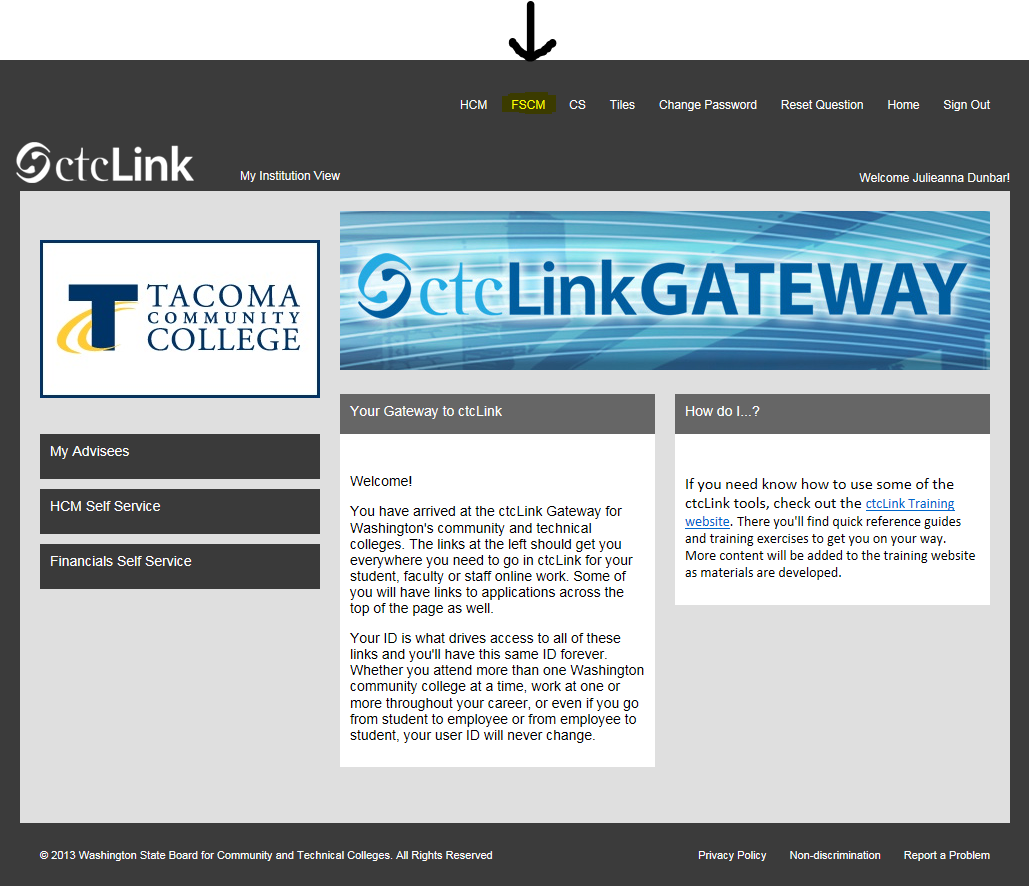 HCM FSCM CS Tiles Change Password Reset Question Home Sign Out
ctcLink
My Institution View
Welcome Julieanna Dunbar!
TACOMA
COMMUNITY
COLLEGE
ctcLinkGATEWAY
My Advisees
HCM Self Service
Financials Self Service
Your Gateway to ctcLink
Welcome!
You have arrived at the ctcLink Gateway for
Washington's community and technical
colleges. The links at the left should get you
everywhere you need to go in ctcLink for your
student, faculty or staff online work. Some of
you will have links to applications across the
top of the page as well.
Your ID is what drives access to all of these
links and you'll have this same ID forever.
Whether you attend more than one Washington
community college at a time, work at one or
more throughout your career, or even if you go
from student to employee or from employee to
student, your user ID will never change.
How do I...?
If you need know how to use some of the
ctcLink tools, check out the ctcLink Training
website. There you'll find quick reference guides
and training exercises to get you on your way.
More content will be added to the training website
as materials are developed.
© 2013 Washington State Board for Community and Technical Colleges. All Rights Reserved
Privacy Policy Non-discrimination Report a Problem